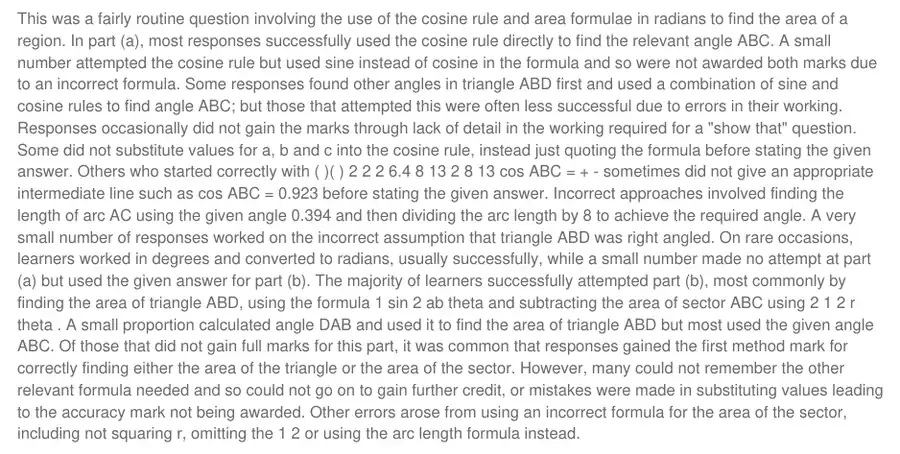 This was a fairly routine question involving the use of the cosine rule and area formulae in radians to find the area of a
region. In part (a), most responses successfully used the cosine rule directly to find the relevant angle ABC. A small
number attempted the cosine rule but used sine instead of cosine in the formula and so were not awarded both marks due
to an incorrect formula. Some responses found other angles in triangle ABD first and used a combination of sine and
cosine rules to find angle ABC; but those that attempted this were often less successful due to errors in their working.
Responses occasionally did not gain the marks through lack of detail in the working required for a "show that" question.
Some did not substitute values for a, b and c into the cosine rule, instead just quoting the formula before stating the given
answer. Others who started correctly with ( )( ) 2 2 2 6.4 8 13 2 8 13 cos ABC = + - sometimes did not give an appropriate
intermediate line such as cos ABC = 0.923 before stating the given answer. Incorrect approaches involved finding the
length of arc AC using the given angle 0.394 and then dividing the arc length by 8 to achieve the required angle. A very
small number of responses worked on the incorrect assumption that triangle ABD was right angled. On rare occasions,
learners worked in degrees and converted to radians, usually successfully, while a small number made no attempt at part
(a) but used the given answer for part (b). The majority of learners successfully attempted part (b), most commonly by
finding the area of triangle ABD, using the formula 1 sin 2 ab theta and subtracting the area of sector ABC using 2 1 2 r
theta . A small proportion calculated angle DAB and used it to find the area of triangle ABD but most used the given angle
ABC. Of those that did not gain full marks for this part, it was common that responses gained the first method mark for
correctly finding either the area of the triangle or the area of the sector. However, many could not remember the other
relevant formula needed and so could not go on to gain further credit, or mistakes were made in substituting values leading
to the accuracy mark not being awarded. Other errors arose from using an incorrect formula for the area of the sector,
including not squaring r, omitting the 1 2 or using the arc length formula instead.